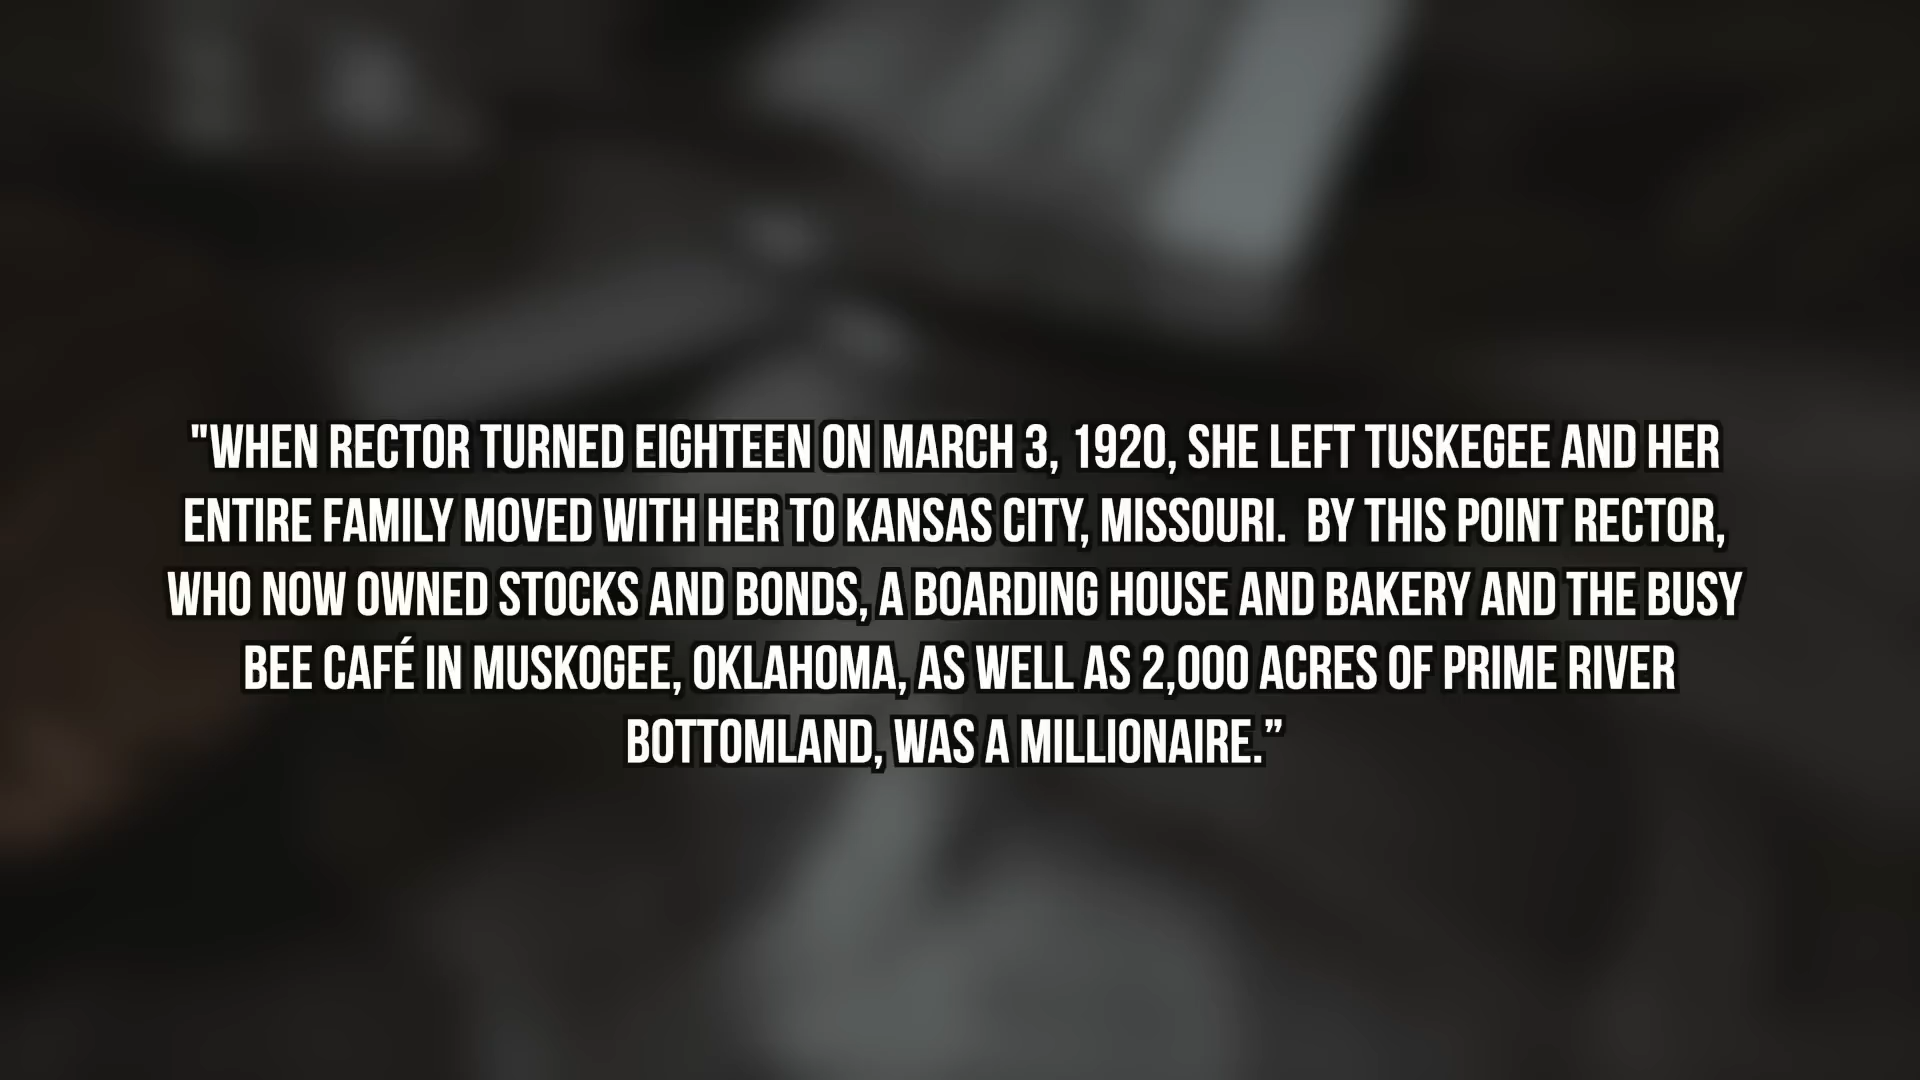 "WHEN RECTOR TURNED EIGHTEEN ON MARCH 3, 1920, SHE LEFT TUSKEGEE AND HER
ENTIRE FAMILY MOVED WITH HER TO KANSAS CITY, MISSOURI.  BY THIS POINT RECTOR,
WHO NOW OWNED STOCKS AND BONDS, A BOARDING HOUSE AND BAKERY AND THE BUSY
BEE CAFÉ IN MUSKOGEE, OKLAHOMA, AS WELL AS 2,000 ACRES OF PRIME RIVER
BOTTOMLAND, WAS A MILLIONAIRE.”